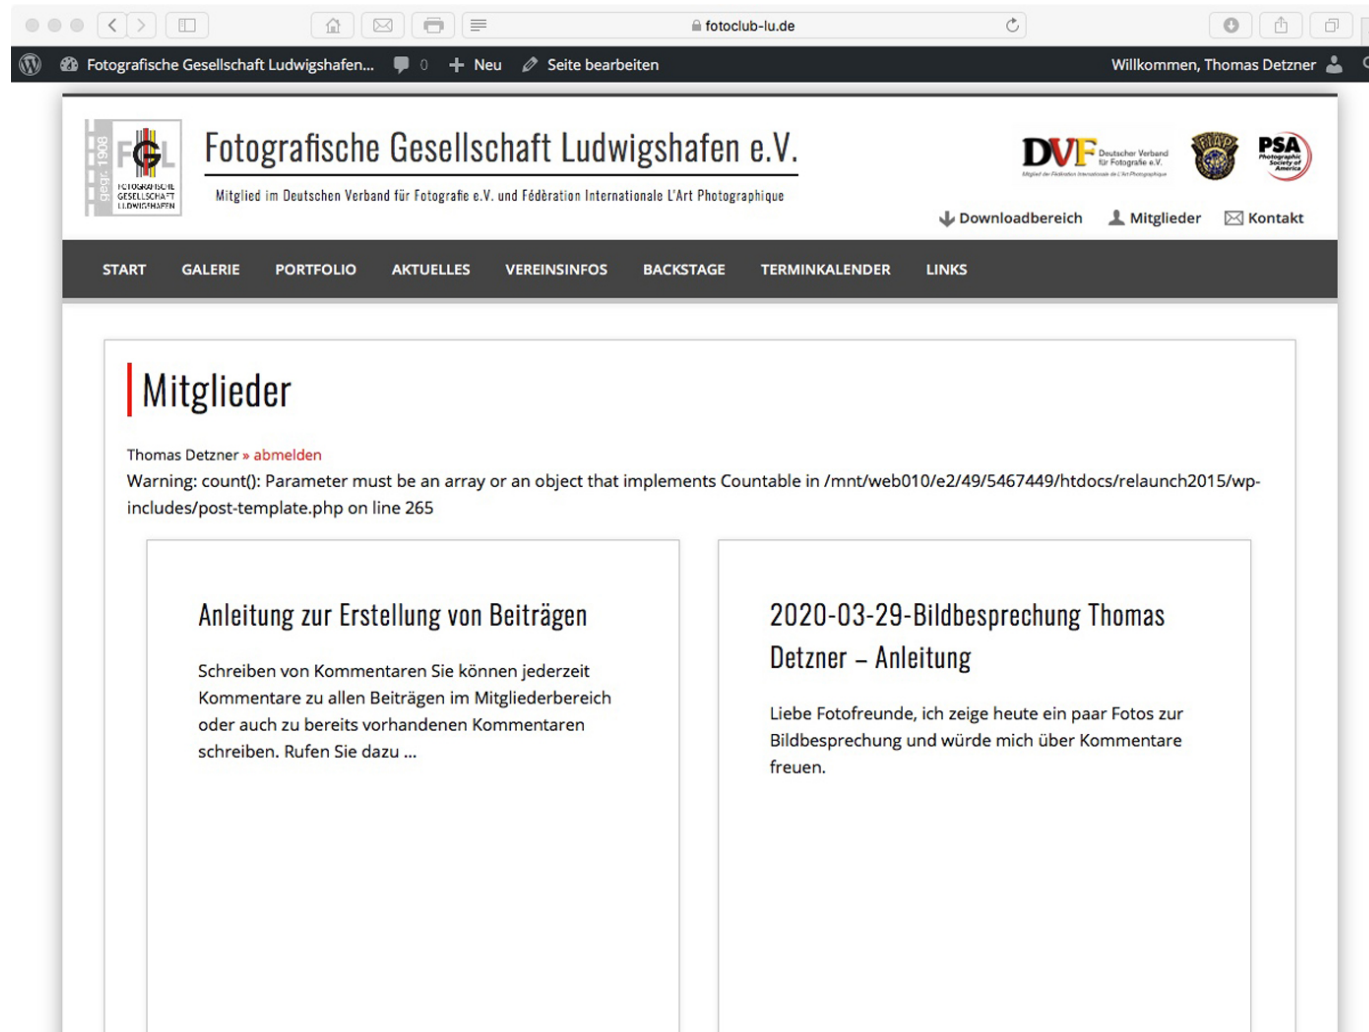 fotoclub-lu.de
Fotografische Gesellschaft Ludwigshafen... 0 Neu Seite bearbeiten Willkommen, Thomas Detzner
gegr. 1908
FGL
FOTOGRAFISCHE
GESELLSCHAFT
LUDWIGSHAFEN
Fotografische Gesellschaft Ludwigshafen e.V.
Mitglied im Deutschen Verband für Fotografie e.V. und Fédèration Internationale L'Art Photographique
DVF Deutscher Verband
für Fotografie e.V.
FIAP
PSA
Photographic
Society of
America
Downloadbereich Mitglieder Kontakt
START GALERIE PORTFOLIO AKTUELLES VEREINSINFOS BACKSTAGE TERMINKALENDER LINKS
Mitglieder
Thomas Detzner » abmelden
Warning: count(): Parameter must be an array or an object that implements Countable in /mnt/web010/e2/49/5467449/htdocs/relaunch2015/wp-
includes/post-template.php on line 265
Anleitung zur Erstellung von Beiträgen
Schreiben von Kommentaren Sie können jederzeit
Kommentare zu allen Beiträgen im Mitgliederbereich
oder auch zu bereits vorhandenen Kommentaren
schreiben. Rufen Sie dazu ...
2020-03-29-Bildbesprechung Thomas
Detzner – Anleitung
Liebe Fotofreunde, ich zeige heute ein paar Fotos zur
Bildbesprechung und würde mich über Kommentare
freuen.